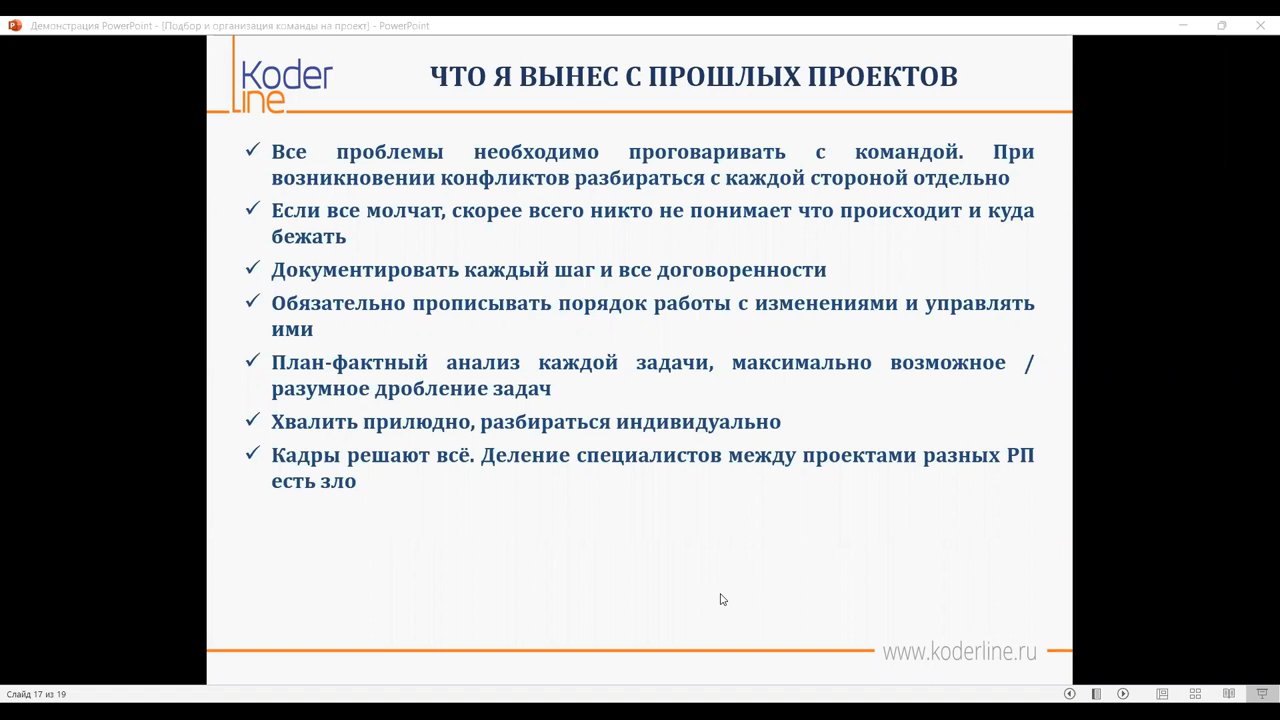 Демонстрация PowerPoint - [Подбор и организация команды на проект] - PowerPoint
Koder
line
ЧТО Я ВЫНЕС С ПРОШЛЫХ ПРОЕКТОВ
Все проблемы необходимо проговаривать с командой. При
возникновении конфликтов разбираться с каждой стороной отдельно
Если все молчат, скорее всего никто не понимает что происходит и куда
бежать
Документировать каждый шаг и все договоренности
Обязательно прописывать порядок работы с изменениями и управлять
ими
План-фактный анализ каждой задачи, максимально возможное /
разумное дробление задач
Хвалить прилюдно, разбираться индивидуально
Кадры решают всё. Деление специалистов между проектами разных РП
есть зло
www.koderline.ru
Слайд 17 из 19